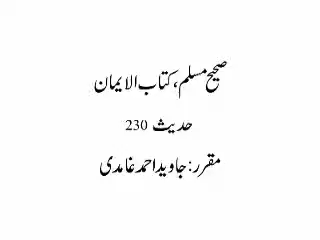 صحیح مسلم، کتاب الایمان
حدیث 230
مقرر: جاوید احمد غامدی